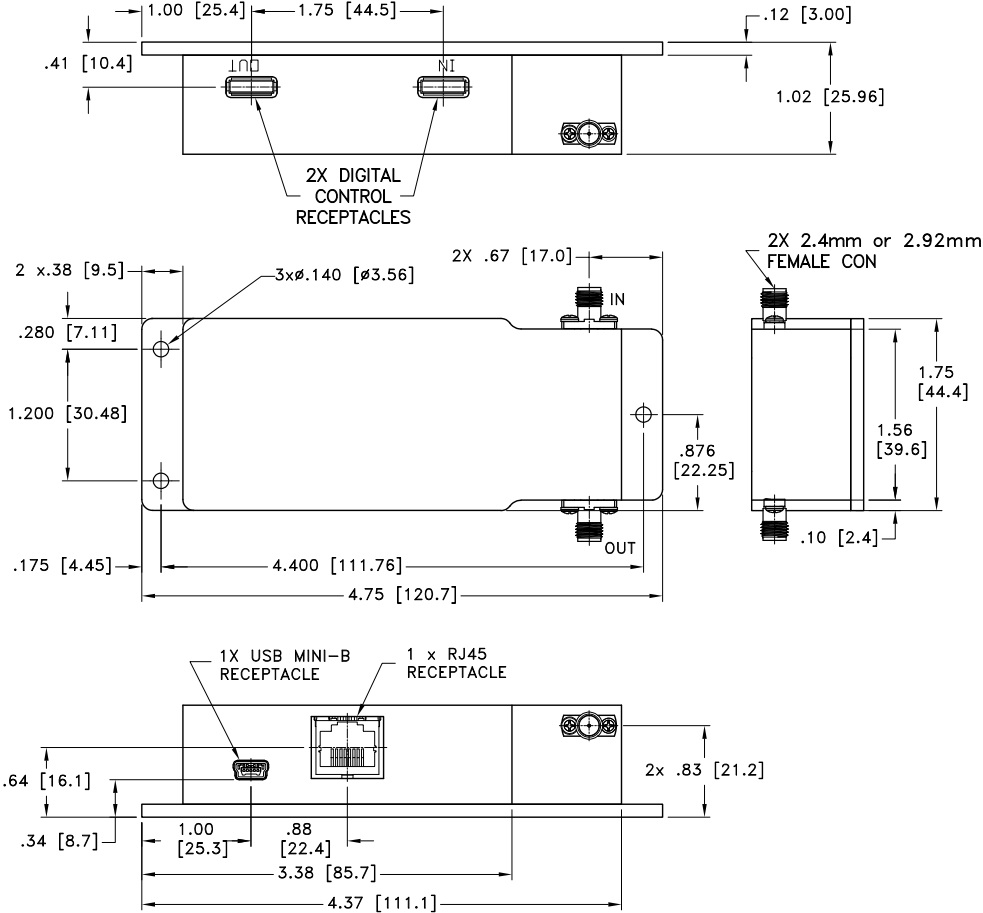 1.00 [25.4]
1.75 [44.5]
.12 [3.00]
.41 [10.4]
OUT
IN
1.02 [25.96]
2X DIGITAL
CONTROL
RECEPTACLES
2X 2.4mm or 2.92mm
FEMALE CON
2 x.38 [9.5]
3xø.140 [ø3.56]
2X .67 [17.0]
IN
.280 [7.11]
1.75
[44.4]
1.200 [30.48]
1.56
[39.6]
.876
[22.25]
OUT
.10 [2.4]
.175 [4.45]
4.400 [111.76]
4.75 [120.7]
1X USB MINI-B
RECEPTACLE
1 x RJ45
RECEPTACLE
.64 [16.1]
2x .83 [21.2]
.34 [8.7]
1.00
[25.3]
.88
[22.4]
3.38 [85.7]
4.37 [111.1]